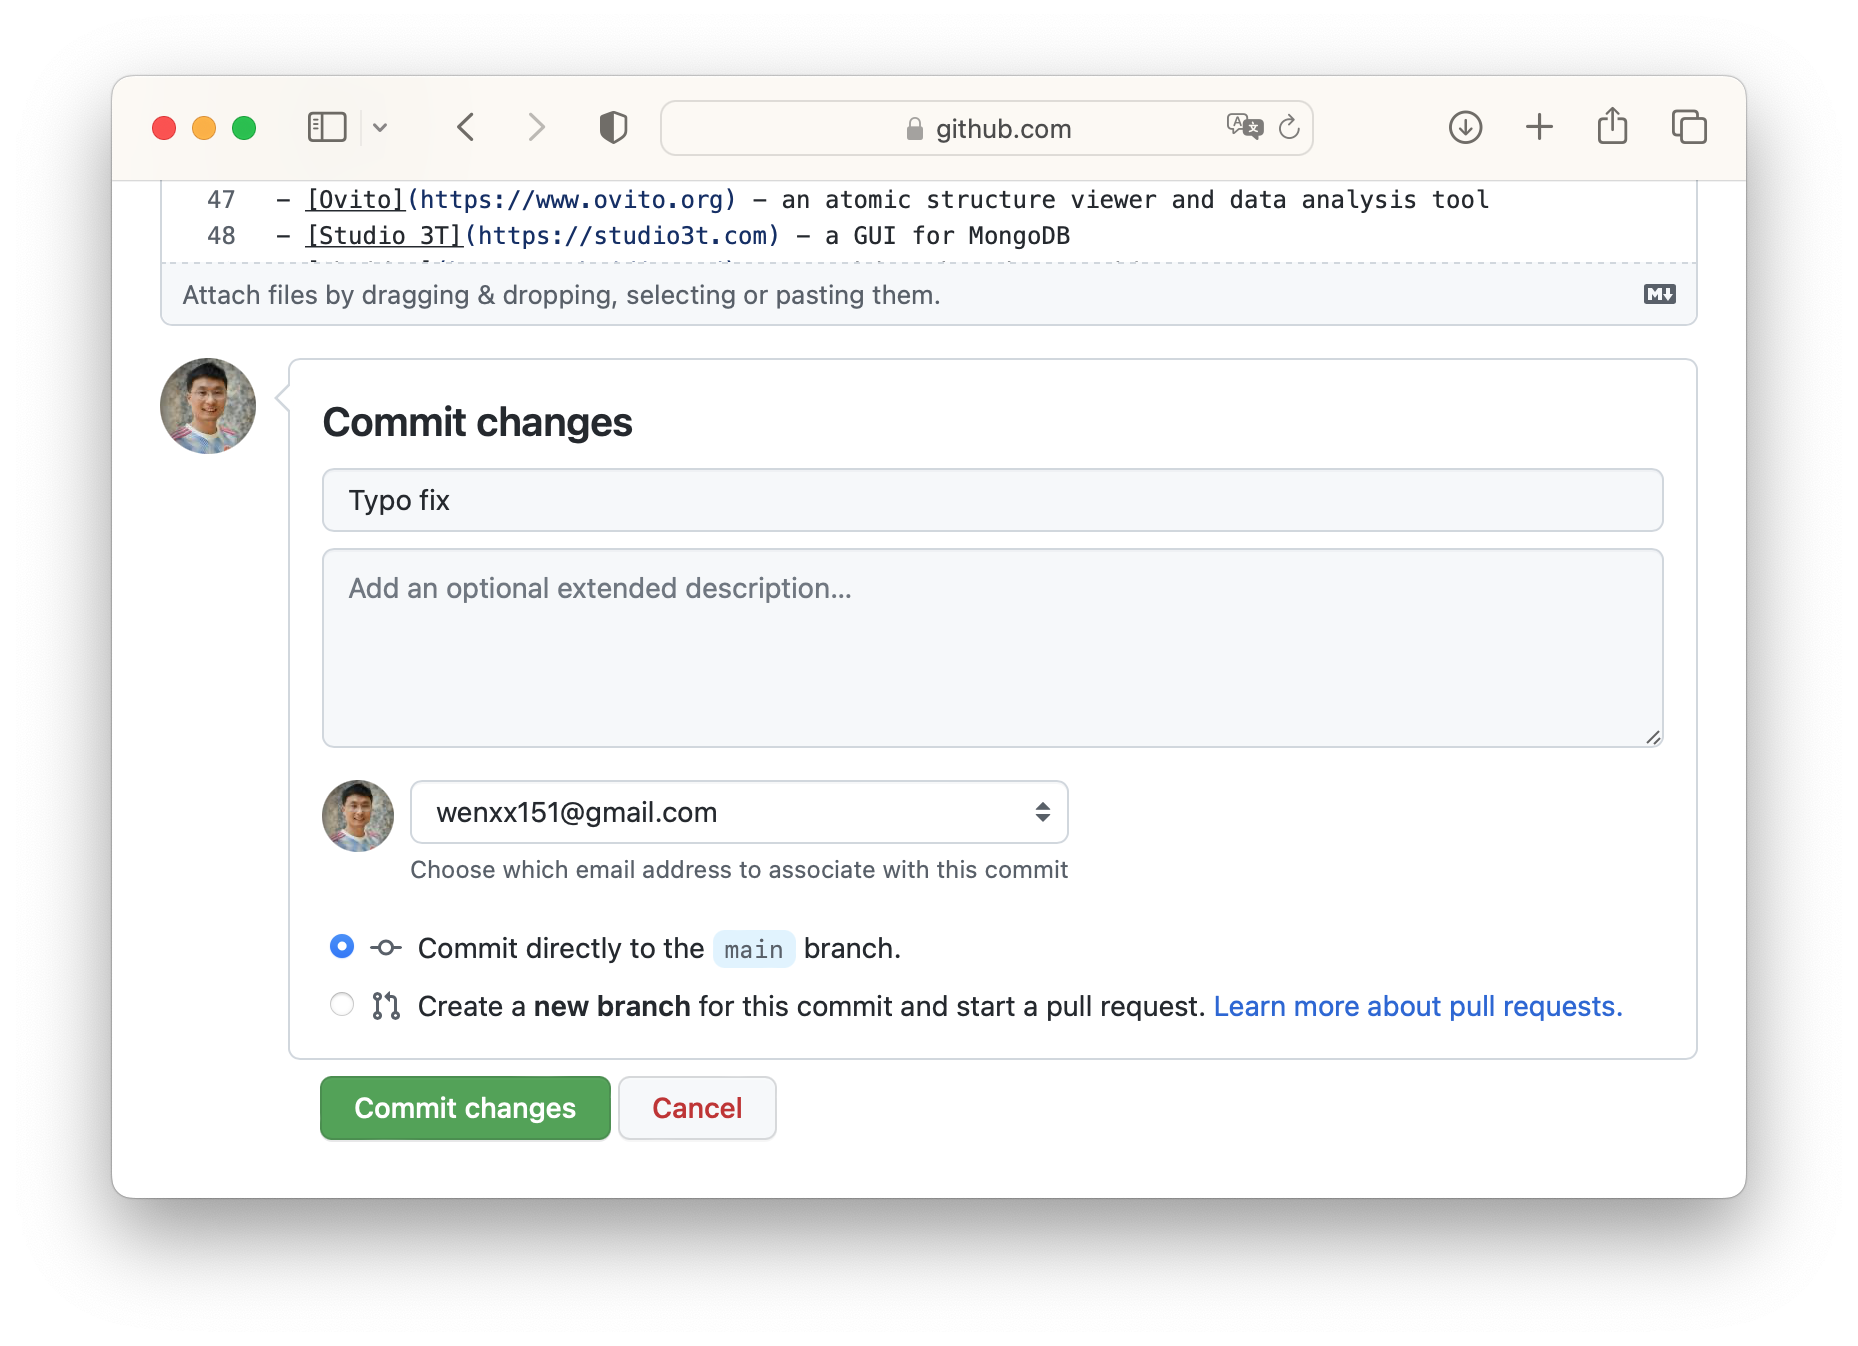 github.com
47 - [Ovito](https://www.ovito.org) - an atomic structure viewer and data analysis tool
48 - [Studio 3T](https://studio3t.com) - a GUI for MongoDB
Attach files by dragging & dropping, selecting or pasting them.
Commit changes
Typo fix
Add an optional extended description...
wenxx151@gmail.com
Choose which email address to associate with this commit
Commit directly to the main branch.
Create a new branch for this commit and start a pull request. Learn more about pull requests.
Commit changes
Cancel